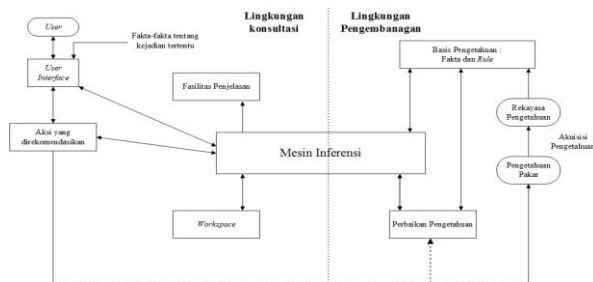 Lingkungan
konsultasi
Lingkungan
Pengembanagan
User
Fakta-fakta tentang
kejadian tertentu
User
Interface
Aksi yang
direkomendasikan
Fasilitas Penjelasan
Mesin Inferensi
Workspace
Basis Pengetahuan :
Fakta dan Rule
Rekayasa
Pengetahuan
Akuisisi
Pengetahuan
Pengetahuan
Pakar
Perbaikan Pengetahuan